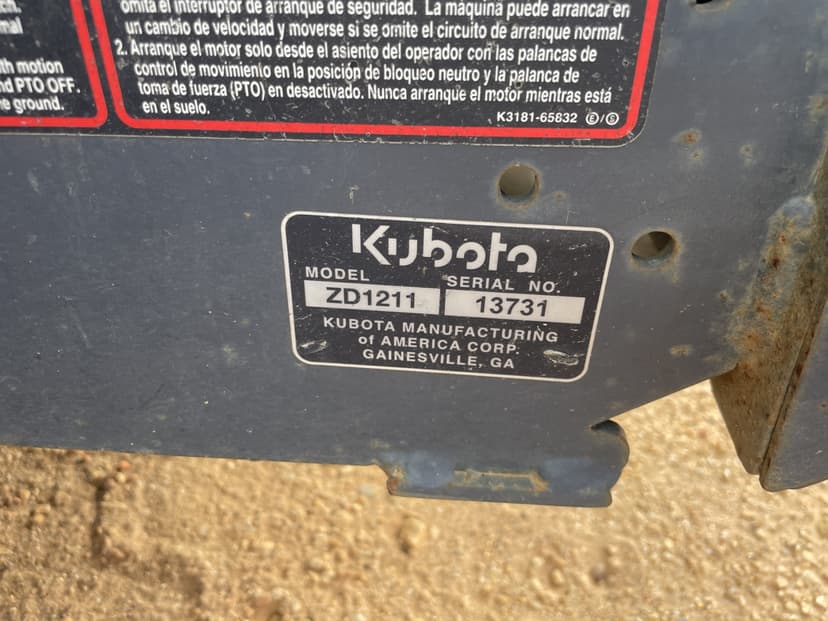 omita el interruptor de arranque de seguridad. La máquina puede arrancar en
un cambio de velocidad y moverse si se omite el circuito de arranque normal.
2. Arranque el motor solo desde el asiento del operador con las palancas de
control de movimiento en la posición de bloqueo neutro y la palanca de
toma de fuerza (PTO) en desactivado. Nunca arranque el motor mientras está
en el suelo.
K3181-65832 Ⓔ/Ⓢ
motion
PTO OFF.
ground.
Kubota
MODEL SERIAL NO.
ZD1211 13731
KUBOTA MANUFACTURING
of AMERICA CORP.
GAINESVILLE, GA